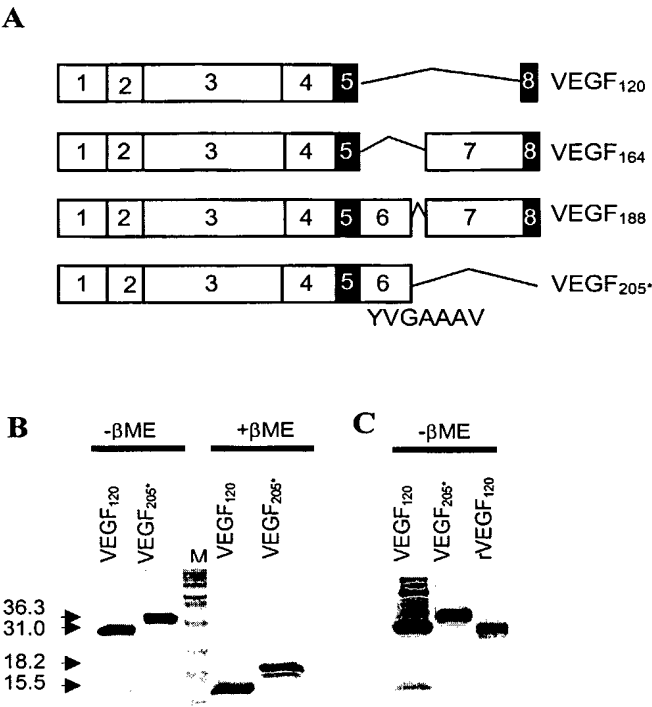 A
1 2 3 4 5 8 VEGF120
1 2 3 4 5 7 8 VEGF164
1 2 3 4 5 6 7 8 VEGF188
1 2 3 4 5 6 VEGF205*
YVGAAAV
B -βME +βME C -βME
VEGF120 VEGF205* M VEGF120 VEGF205* VEGF120 VEGF205* rVEGF120
36.3
31.0
18.2
15.5